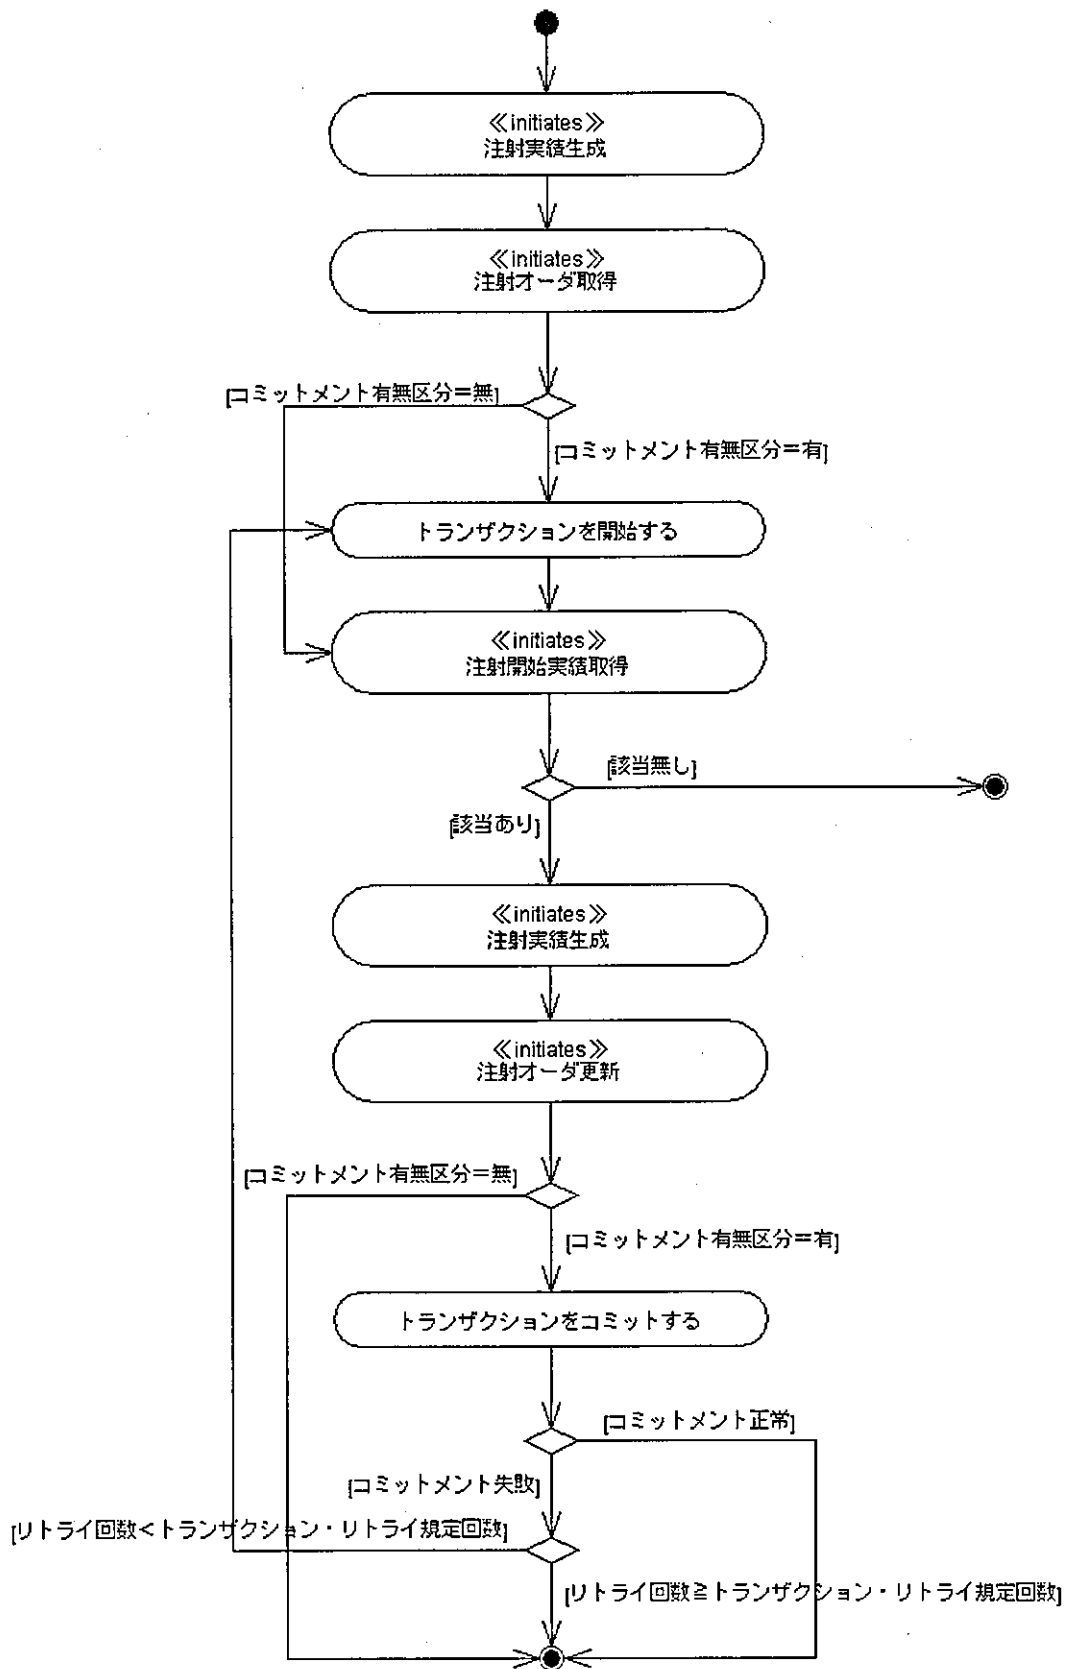 ≪initiates≫
注射実績生成
≪initiates≫
注射オーダ取得
[コミットメント有無区分＝無]
[コミットメント有無区分＝有]
トランザクションを開始する
≪initiates≫
注射開始実績取得
[該当無し]
[該当あり]
≪initiates≫
注射実績生成
≪initiates≫
注射オーダ更新
[コミットメント有無区分＝無]
[コミットメント有無区分＝有]
トランザクションをコミットする
[コミットメント正常]
[コミットメント失敗]
[リトライ回数＜トランザクション・リトライ規定回数]
[リトライ回数≧トランザクション・リトライ規定回数]